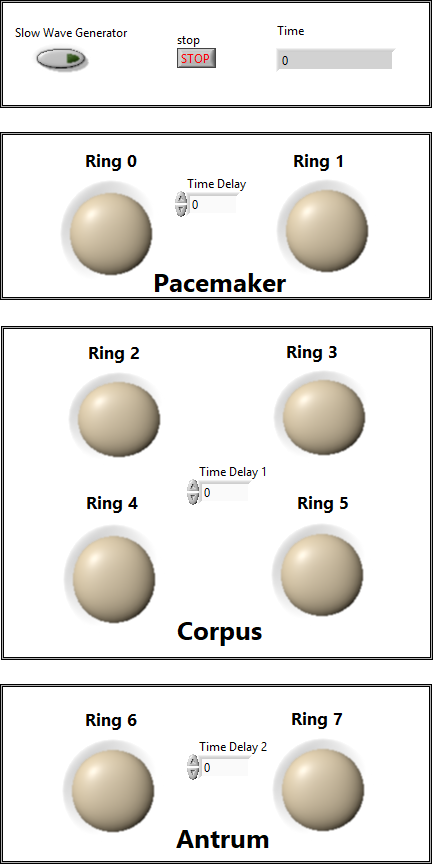 Slow Wave Generator
stop
STOP
Time
0
Ring 0
Ring 1
Time Delay
0
Pacemaker
Ring 2
Ring 3
Time Delay 1
0
Ring 4
Ring 5
Corpus
Ring 6
Ring 7
Time Delay 2
0
Antrum